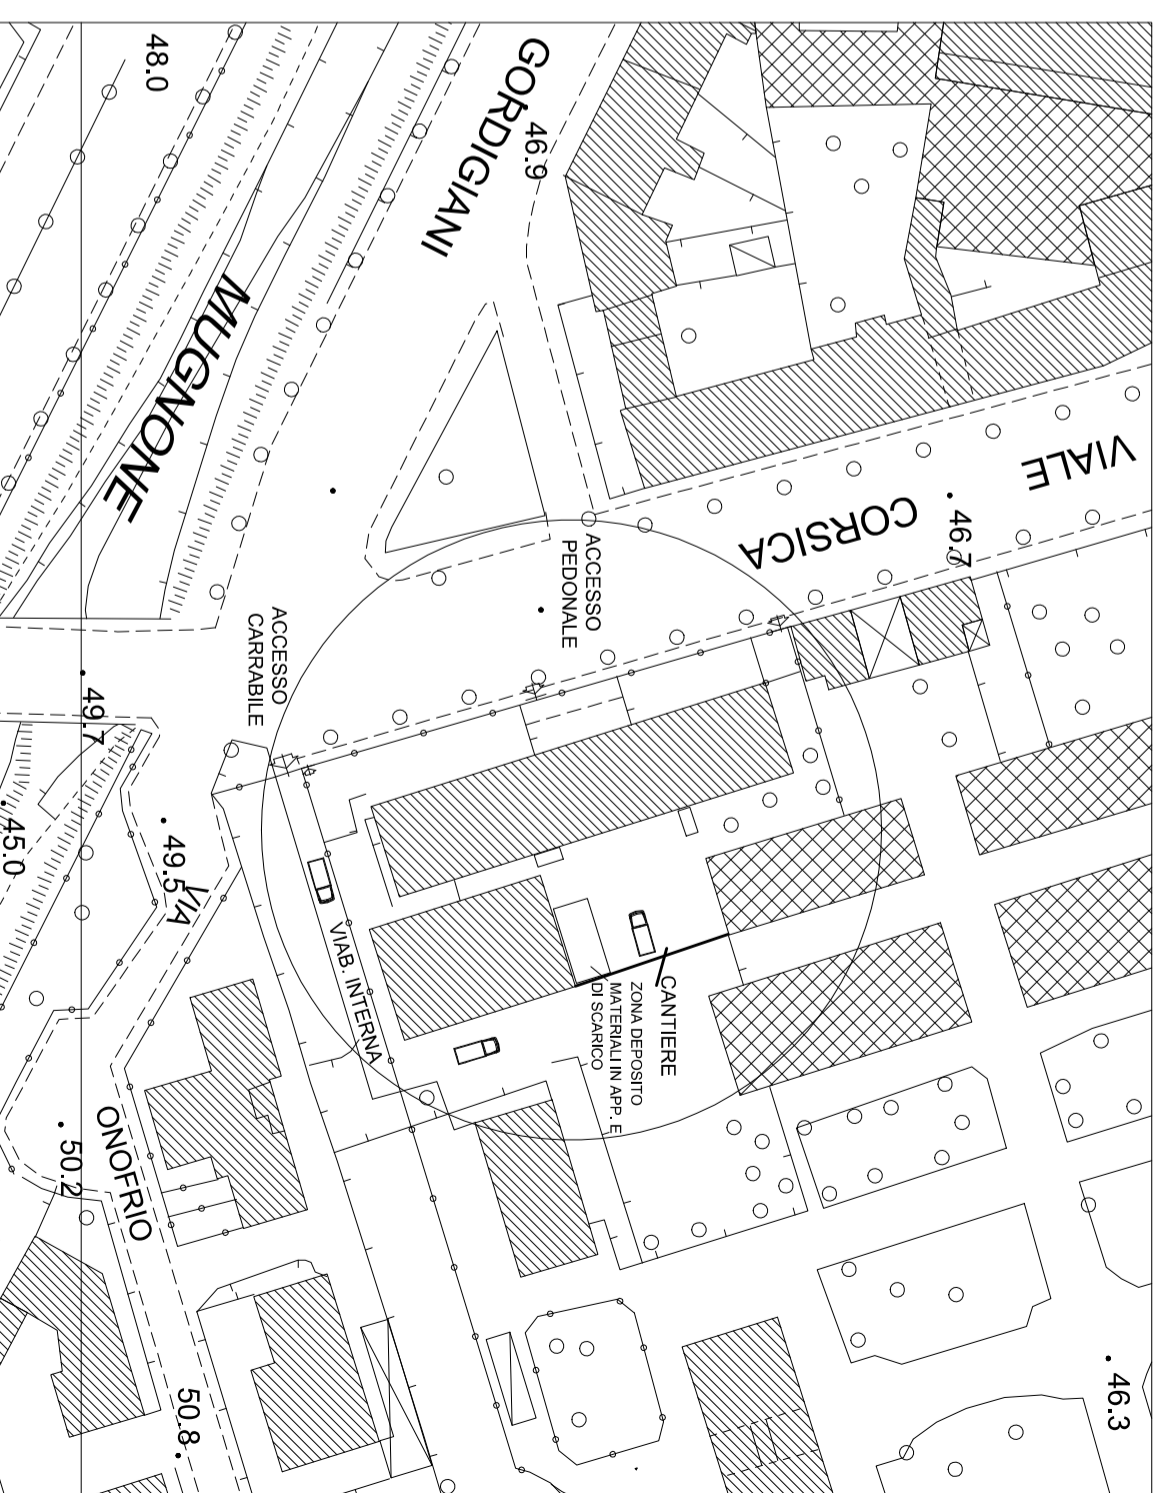 48.0
GORDIGIANI
46.9
MUGNONE
VIALE
CORSICA
46.7
ACCESSO
PEDONALE
ACCESSO
CARRABILE
49.7
45.0
49.5
VIA
VIAB. INTERNA
CANTIERE
ZONA DEPOSITO
MATERIALI IN APP. E
DI SCARICO
ONOFRIO
50.2
50.8
46.3